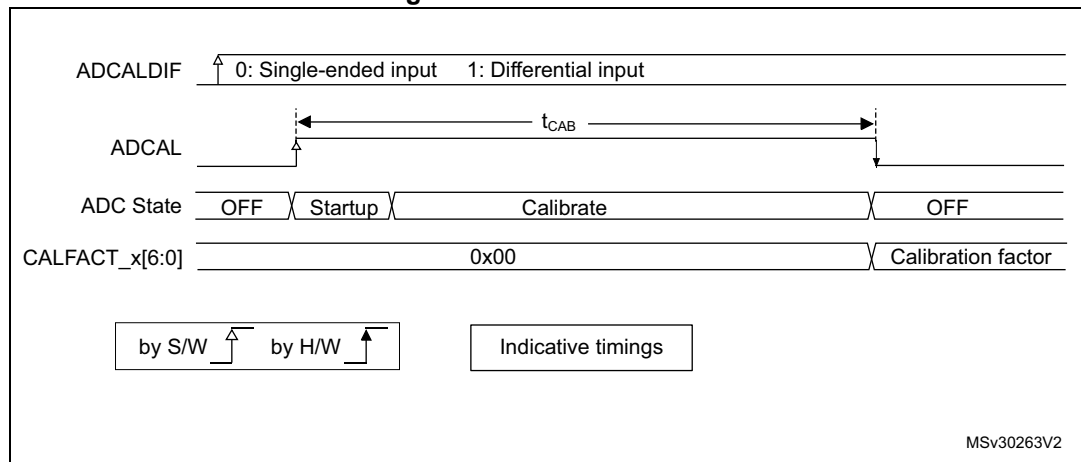 ADCALDIF 0: Single-ended input 1: Differential input
tCAB
ADCAL
ADC State OFF Startup Calibrate OFF
CALFACT_x[6:0] 0x00 Calibration factor
by S/W by H/W Indicative timings
MSv30263V2